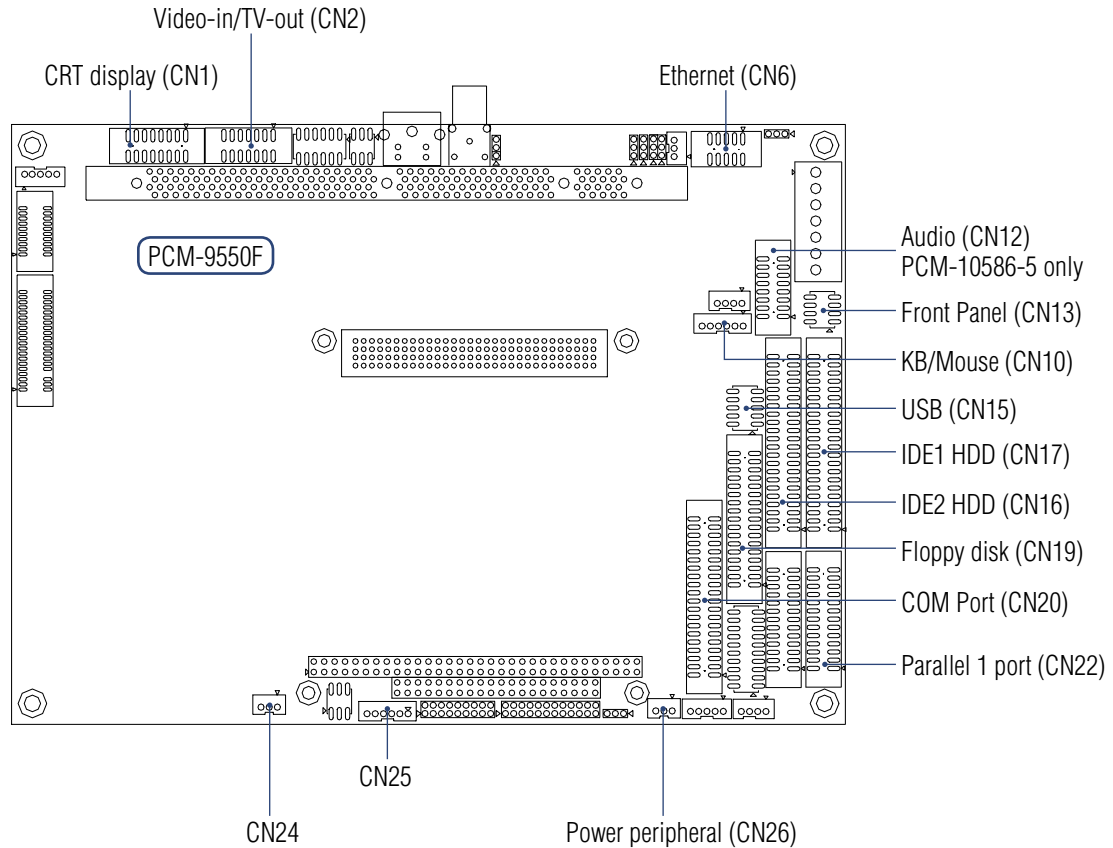 Video-in/TV-out (CN2)
CRT display (CN1)
Ethernet (CN6)
PCM-9550F
Audio (CN12)
PCM-10586-5 only
Front Panel (CN13)
KB/Mouse (CN10)
USB (CN15)
IDE1 HDD (CN17)
IDE2 HDD (CN16)
Floppy disk (CN19)
COM Port (CN20)
Parallel 1 port (CN22)
CN25
CN24
Power peripheral (CN26)